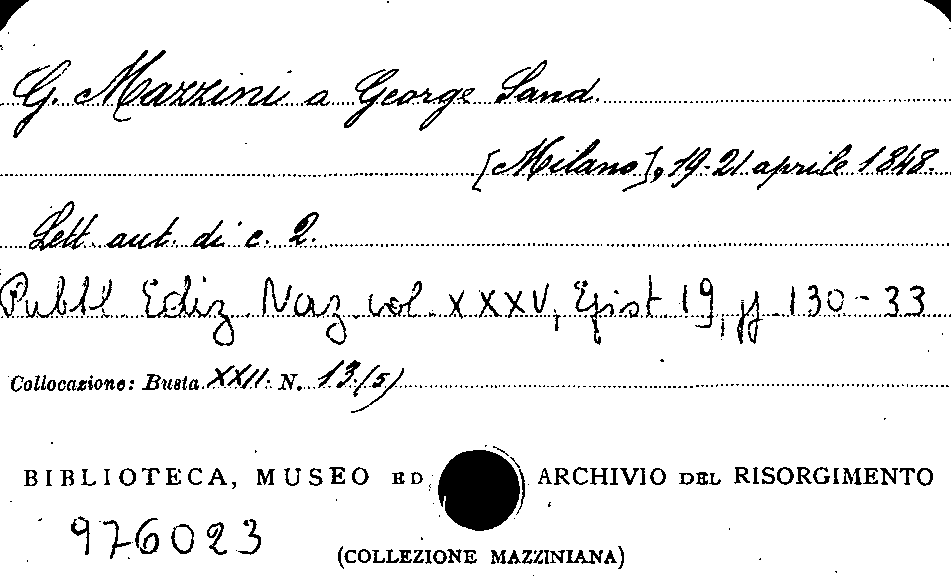 G. Mazzini a George Sand.
[Milano], 19-21 aprile 1848.
Lett. aut. di c. 2.
Pubbl Ediz Naz vol. XXXV, Epist 19, pp 130-33
Collocazione: Busta XXII. N. 13.(5)
BIBLIOTECA, MUSEO ED ARCHIVIO DEL RISORGIMENTO
976023
(COLLEZIONE MAZZINIANA)